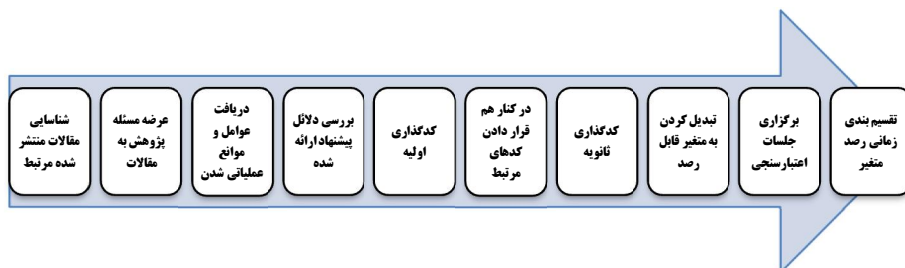 شناسایی
مقالات منتشر
شده مرتبط
عرضه مسئله
پژوهش به
مقالات
دریافت
عوامل و
موانع
عملیاتی شدن
بررسی دلائل
پیشنهاد ارائه
شده
کدگذاری
اولیه
در کنار هم
قرار دادن
کدهای
مرتبط
کدگذاری
ثانویه
تبدیل کردن
به متغیر قابل
رصد
برگزاری
جلسات
اعتبارسنجی
تقسیم بندی
زمانی رصد
متغیر